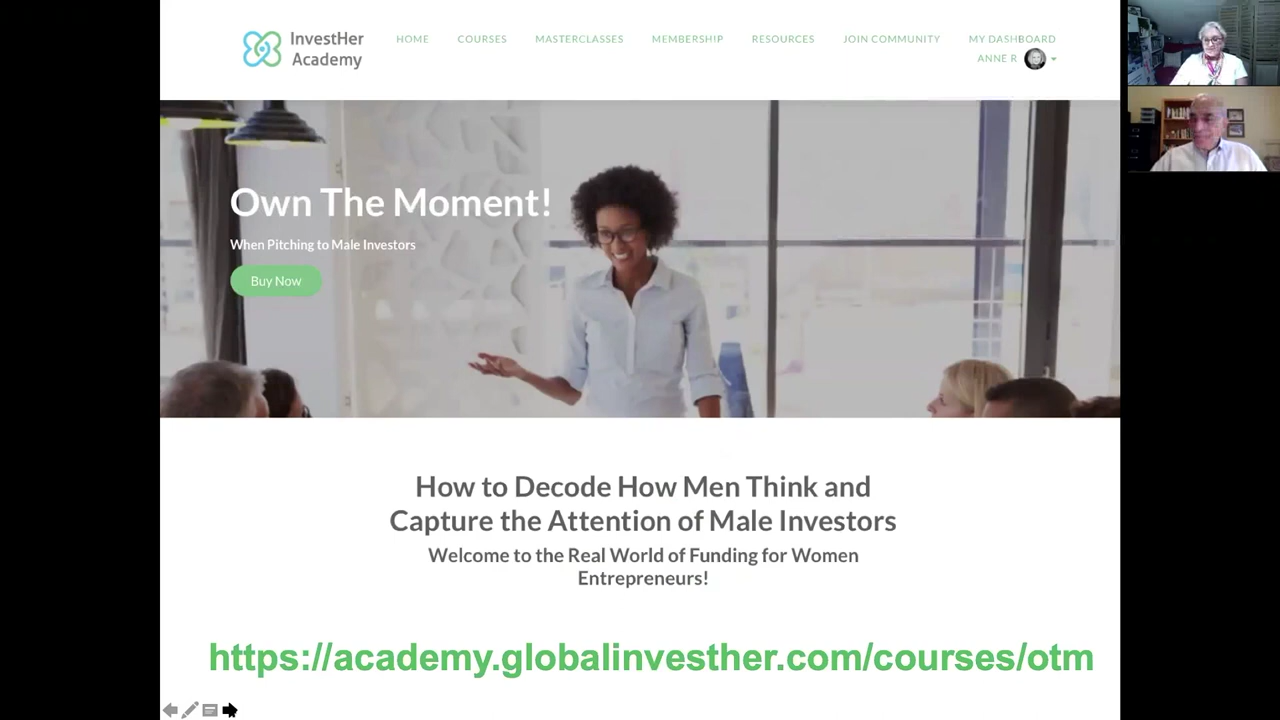 InvestHer
Academy
HOME COURSES MASTERCLASSES MEMBERSHIP RESOURCES JOIN COMMUNITY MY DASHBOARD
ANNE R
Own The Moment!
When Pitching to Male Investors
Buy Now
How to Decode How Men Think and
Capture the Attention of Male Investors
Welcome to the Real World of Funding for Women
Entrepreneurs!
https://academy.globalinvesther.com/courses/otm